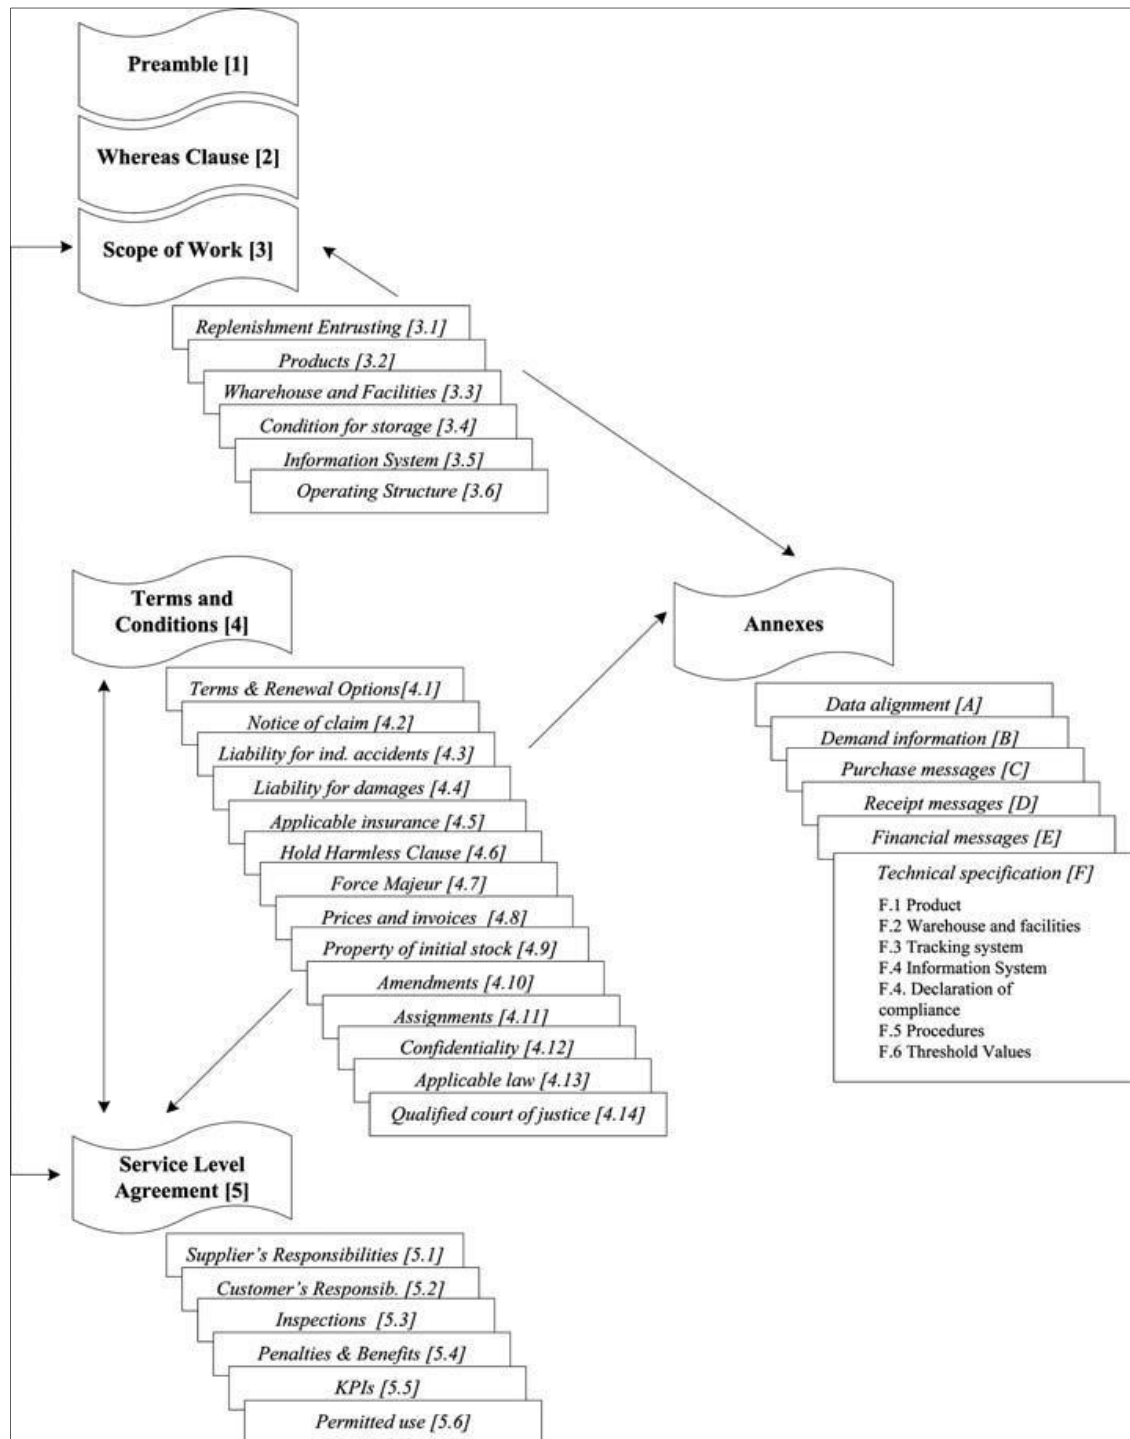 Preamble [1]
Whereas Clause [2]
Scope of Work [3]
Replenishment Entrusting [3.1]
Products [3.2]
Wharehouse and Facilities [3.3]
Condition for storage [3.4]
Information System [3.5]
Operating Structure [3.6]
Terms and
Conditions [4]
Terms & Renewal Options[4.1]
Notice of claim [4.2]
Liability for ind. accidents [4.3]
Liability for damages [4.4]
Applicable insurance [4.5]
Hold Harmless Clause [4.6]
Force Majeur [4.7]
Prices and invoices [4.8]
Property of initial stock [4.9]
Amendments [4.10]
Assignments [4.11]
Confidentiality [4.12]
Applicable law [4.13]
Qualified court of justice [4.14]
Service Level
Agreement [5]
Supplier's Responsibilities [5.1]
Customer's Responsib. [5.2]
Inspections [5.3]
Penalties & Benefits [5.4]
KPIs [5.5]
Permitted use [5.6]
Annexes
Data alignment [A]
Demand information [B]
Purchase messages [C]
Receipt messages [D]
Financial messages [E]
Technical specification [F]
F.1 Product
F.2 Warehouse and facilities
F.3 Tracking system
F.4 Information System
F.4. Declaration of
compliance
F.5 Procedures
F.6 Threshold Values